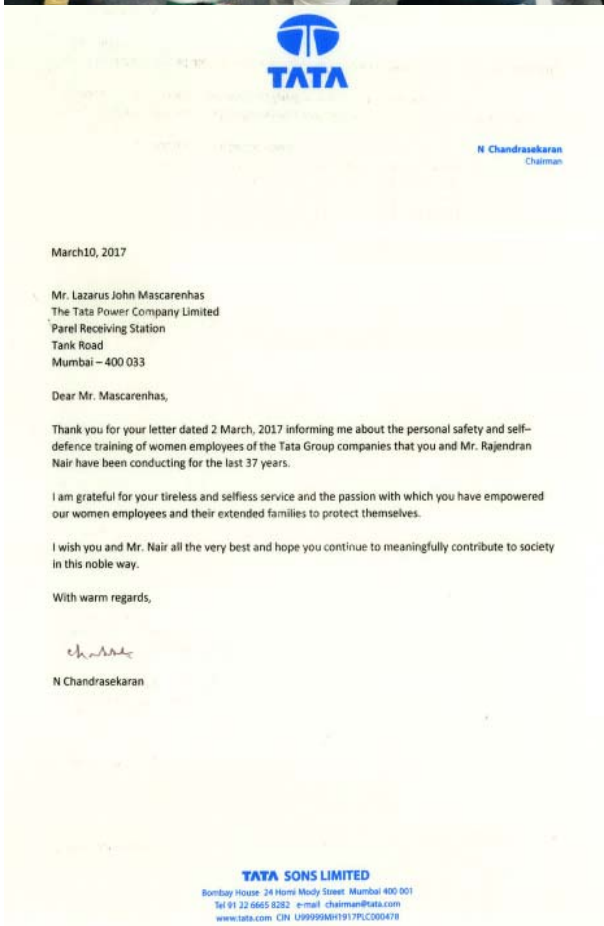 TATA
N Chandrasekaran
Chairman
March10, 2017
Mr. Lazarus John Mascarenhas
The Tata Power Company Limited
Parel Receiving Station
Tank Road
Mumbai – 400 033
Dear Mr. Mascarenhas,
Thank you for your letter dated 2 March, 2017 informing me about the personal safety and self–
defence training of women employees of the Tata Group companies that you and Mr. Rajendran
Nair have been conducting for the last 37 years.
I am grateful for your tireless and selfless service and the passion with which you have empowered
our women employees and their extended families to protect themselves.
I wish you and Mr. Nair all the very best and hope you continue to meaningfully contribute to society
in this noble way.
With warm regards,
N Chandrasekaran
TATA SONS LIMITED
Bombay House 24 Homi Mody Street Mumbai 400 001
Tel 91 22 6665 8282 e-mail chairman@tata.com
www.tata.com CIN U99999MH1917PLC000478